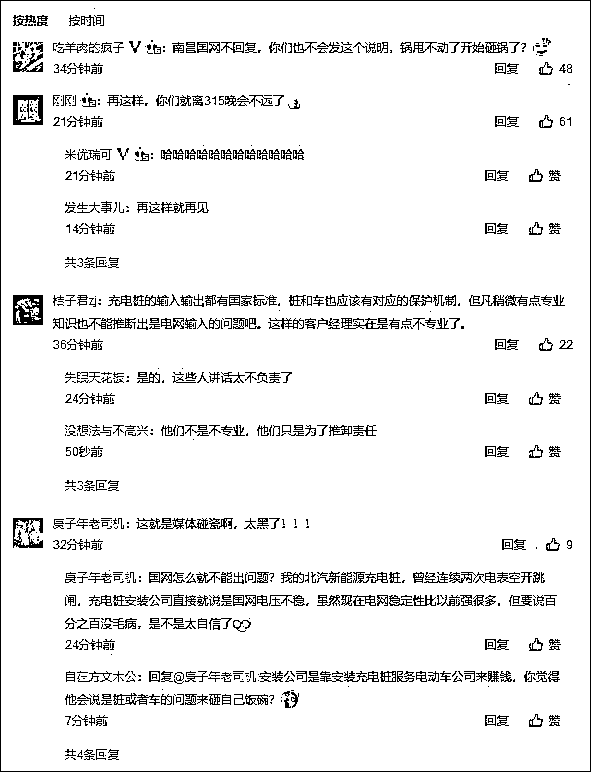 按热度 按时间
吃羊肉的疯子 V：南昌国网不回复，你们也不会发这个说明，锅甩不动了开始砸锅了？
34分钟前 回复 48
刚刚：再这样，你们就离315晚会不远了
21分钟前 回复 61
米优瑞可 V：哈哈哈哈哈哈哈哈哈哈哈哈
21分钟前 回复 赞
发生大事儿：再这样就再见
14分钟前 回复 赞
共3条回复
桔子君zj：充电桩的输入输出都有国家标准，桩和车也应该有对应的保护机制，但凡稍微有点专业
知识也不能推断出是电网输入的问题吧。这样的客户经理实在是有点不专业了。
36分钟前 回复 22
失眠天花板：是的，这些人讲话太不负责了
24分钟前 回复 赞
没想法与不高兴：他们不是不专业，他们只是为了推卸责任
50秒前 回复 赞
共3条回复
庚子年老司机：这就是媒体碰瓷啊，太黑了！！！
32分钟前 回复 9
庚子年老司机：国网怎么就不能出问题？我的北汽新能源充电桩，曾经连续两次电表空开跳
闸，充电桩安装公司直接就说是国网电压不稳，虽然现在电网稳定性比以前强很多，但要说百
分之百没毛病，是不是太自信了
24分钟前 回复 赞
自在方文木公：回复@庚子年老司机:安装公司是靠安装充电桩服务电动车公司来赚钱，你觉得
他会说是桩或者车的问题来砸自己饭碗？
7分钟前 回复 赞
共4条回复